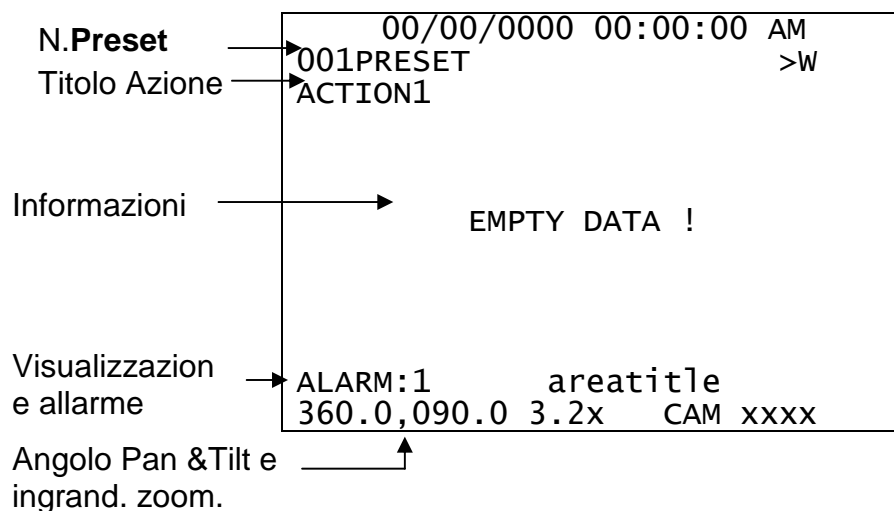 00/00/0000 00:00:00 AM
N.Preset
001PRESET >W
Titolo Azione
ACTION1
Informazioni
EMPTY DATA !
Visualizzazion
e allarme
ALARM:1 areatitle
360.0,090.0 3.2x CAM xxxx
Angolo Pan &Tilt e
ingrand. zoom.